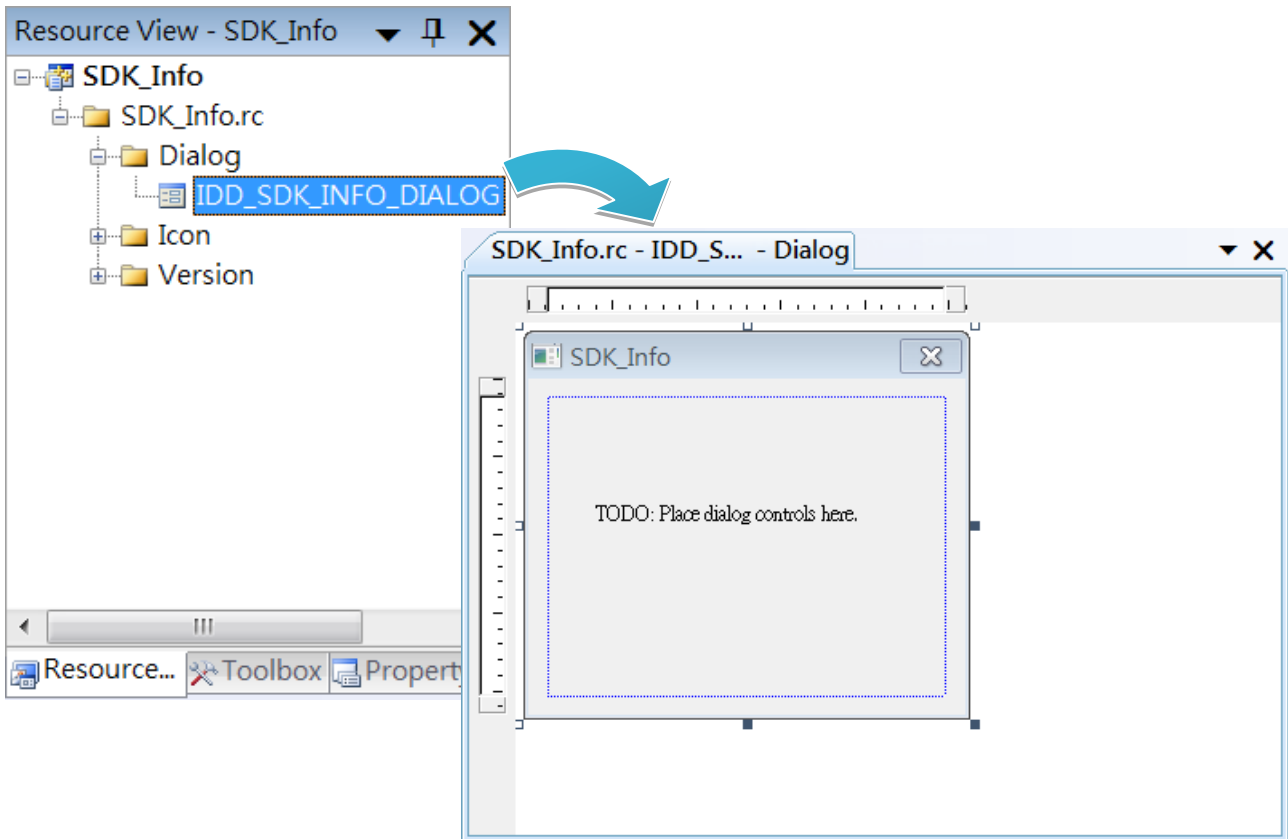 Resource View - SDK_Info
SDK_Info
SDK_Info.rc
Dialog
IDD_SDK_INFO_DIALOG
Icon
Version
Resource...
Toolbox
Property
SDK_Info.rc - IDD_S... - Dialog
SDK_Info
TODO: Place dialog controls here.